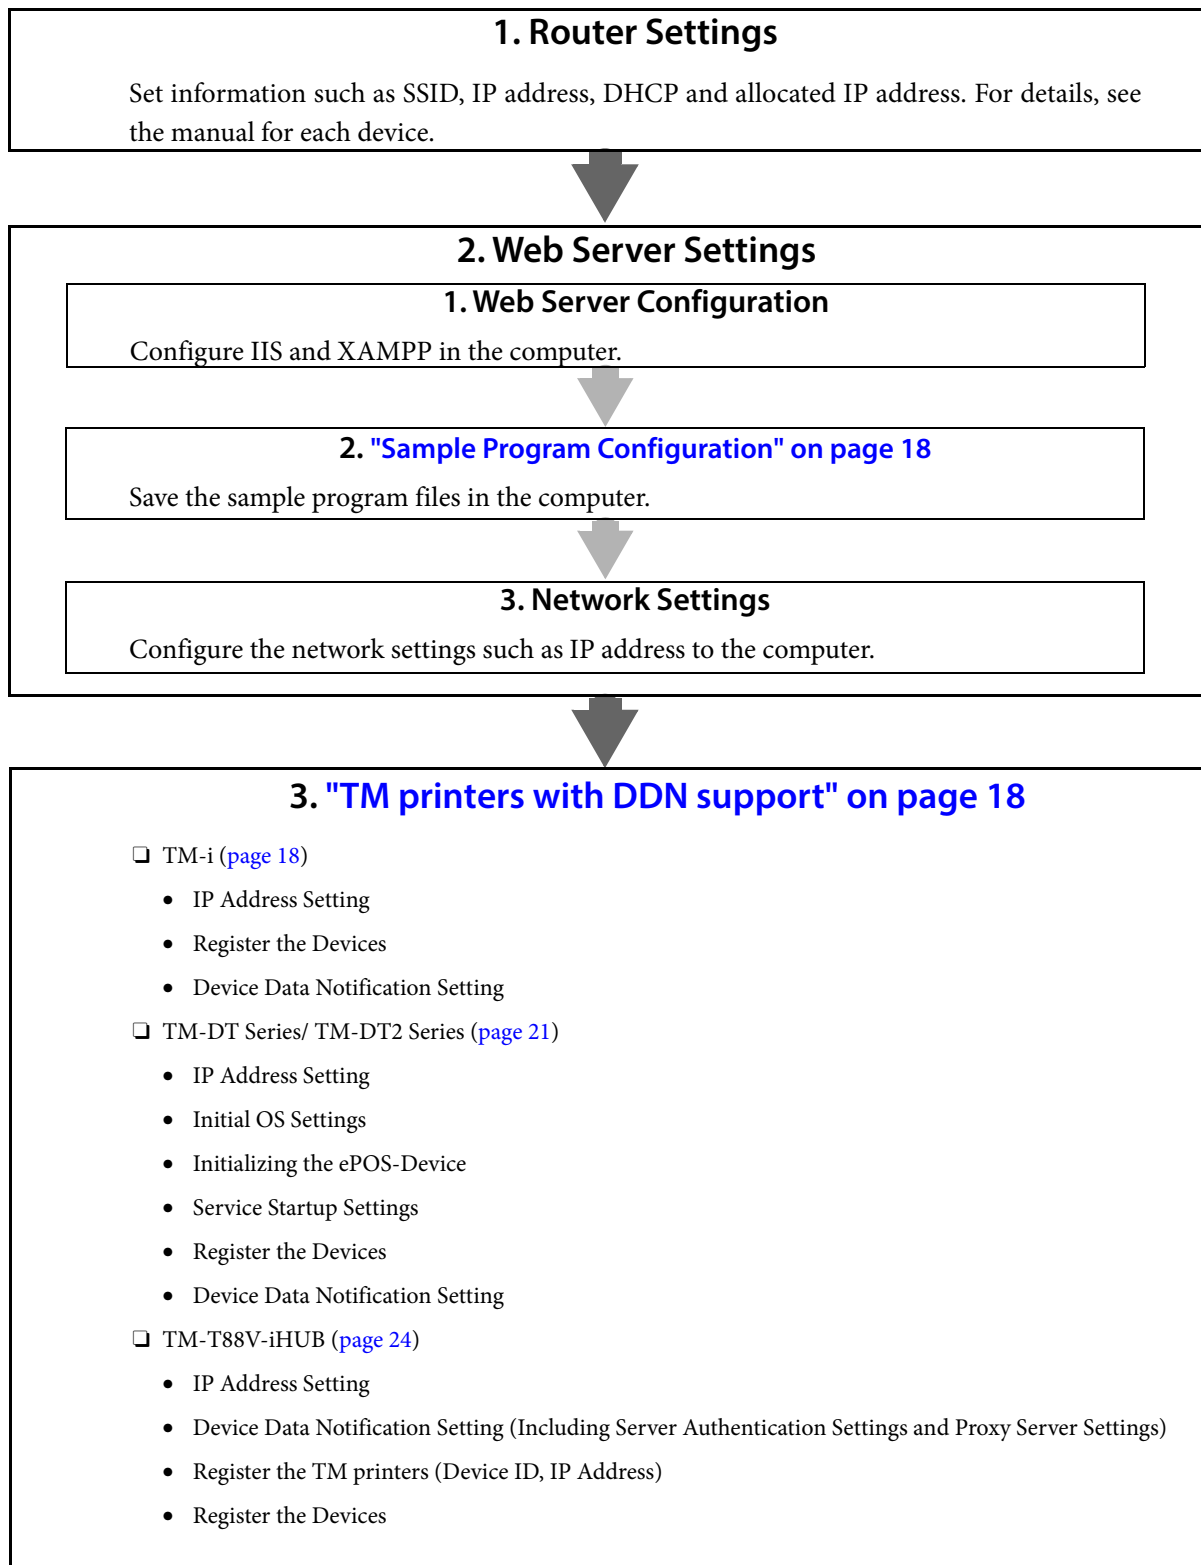 1. Router Settings
Set information such as SSID, IP address, DHCP and allocated IP address. For details, see
the manual for each device.
2. Web Server Settings
1. Web Server Configuration
Configure IIS and XAMPP in the computer.
2. "Sample Program Configuration" on page 18
Save the sample program files in the computer.
3. Network Settings
Configure the network settings such as IP address to the computer.
3. "TM printers with DDN support" on page 18
❏ TM-i (page 18)
• IP Address Setting
• Register the Devices
• Device Data Notification Setting
❏ TM-DT Series/ TM-DT2 Series (page 21)
• IP Address Setting
• Initial OS Settings
• Initializing the ePOS-Device
• Service Startup Settings
• Register the Devices
• Device Data Notification Setting
❏ TM-T88V-iHUB (page 24)
• IP Address Setting
• Device Data Notification Setting (Including Server Authentication Settings and Proxy Server Settings)
• Register the TM printers (Device ID, IP Address)
• Register the Devices